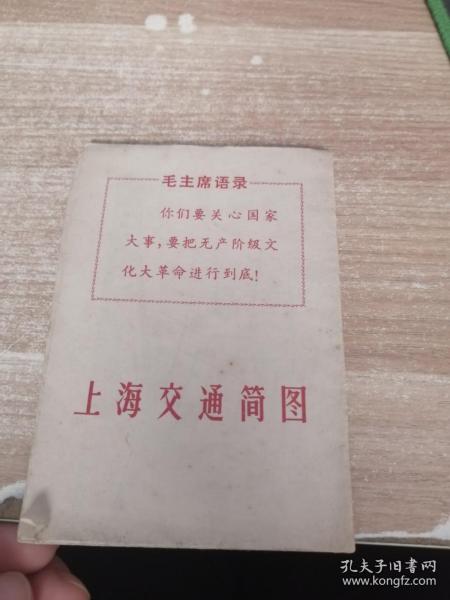 毛主席语录
你们要关心国家
大事，要把无产阶级文
化大革命进行到底！
上海交通简图
孔夫子旧书网
www.kongfz.com